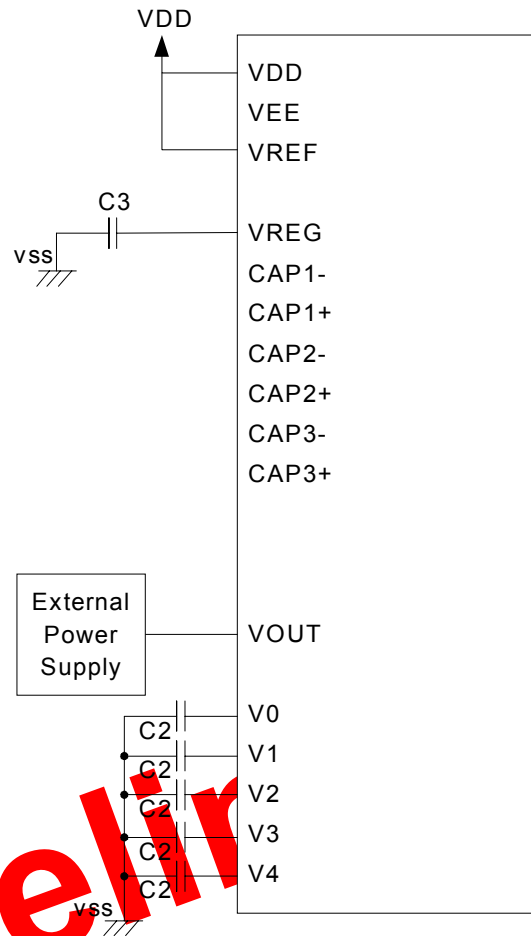 VDD
VDD
VEE
VREF
C3
VREG
vss
CAP1-
CAP1+
CAP2-
CAP2+
CAP3-
CAP3+
External
Power
Supply
VOUT
V0
C2
V1
C2
V2
C2
V3
C2
V4
C2
vss
elin